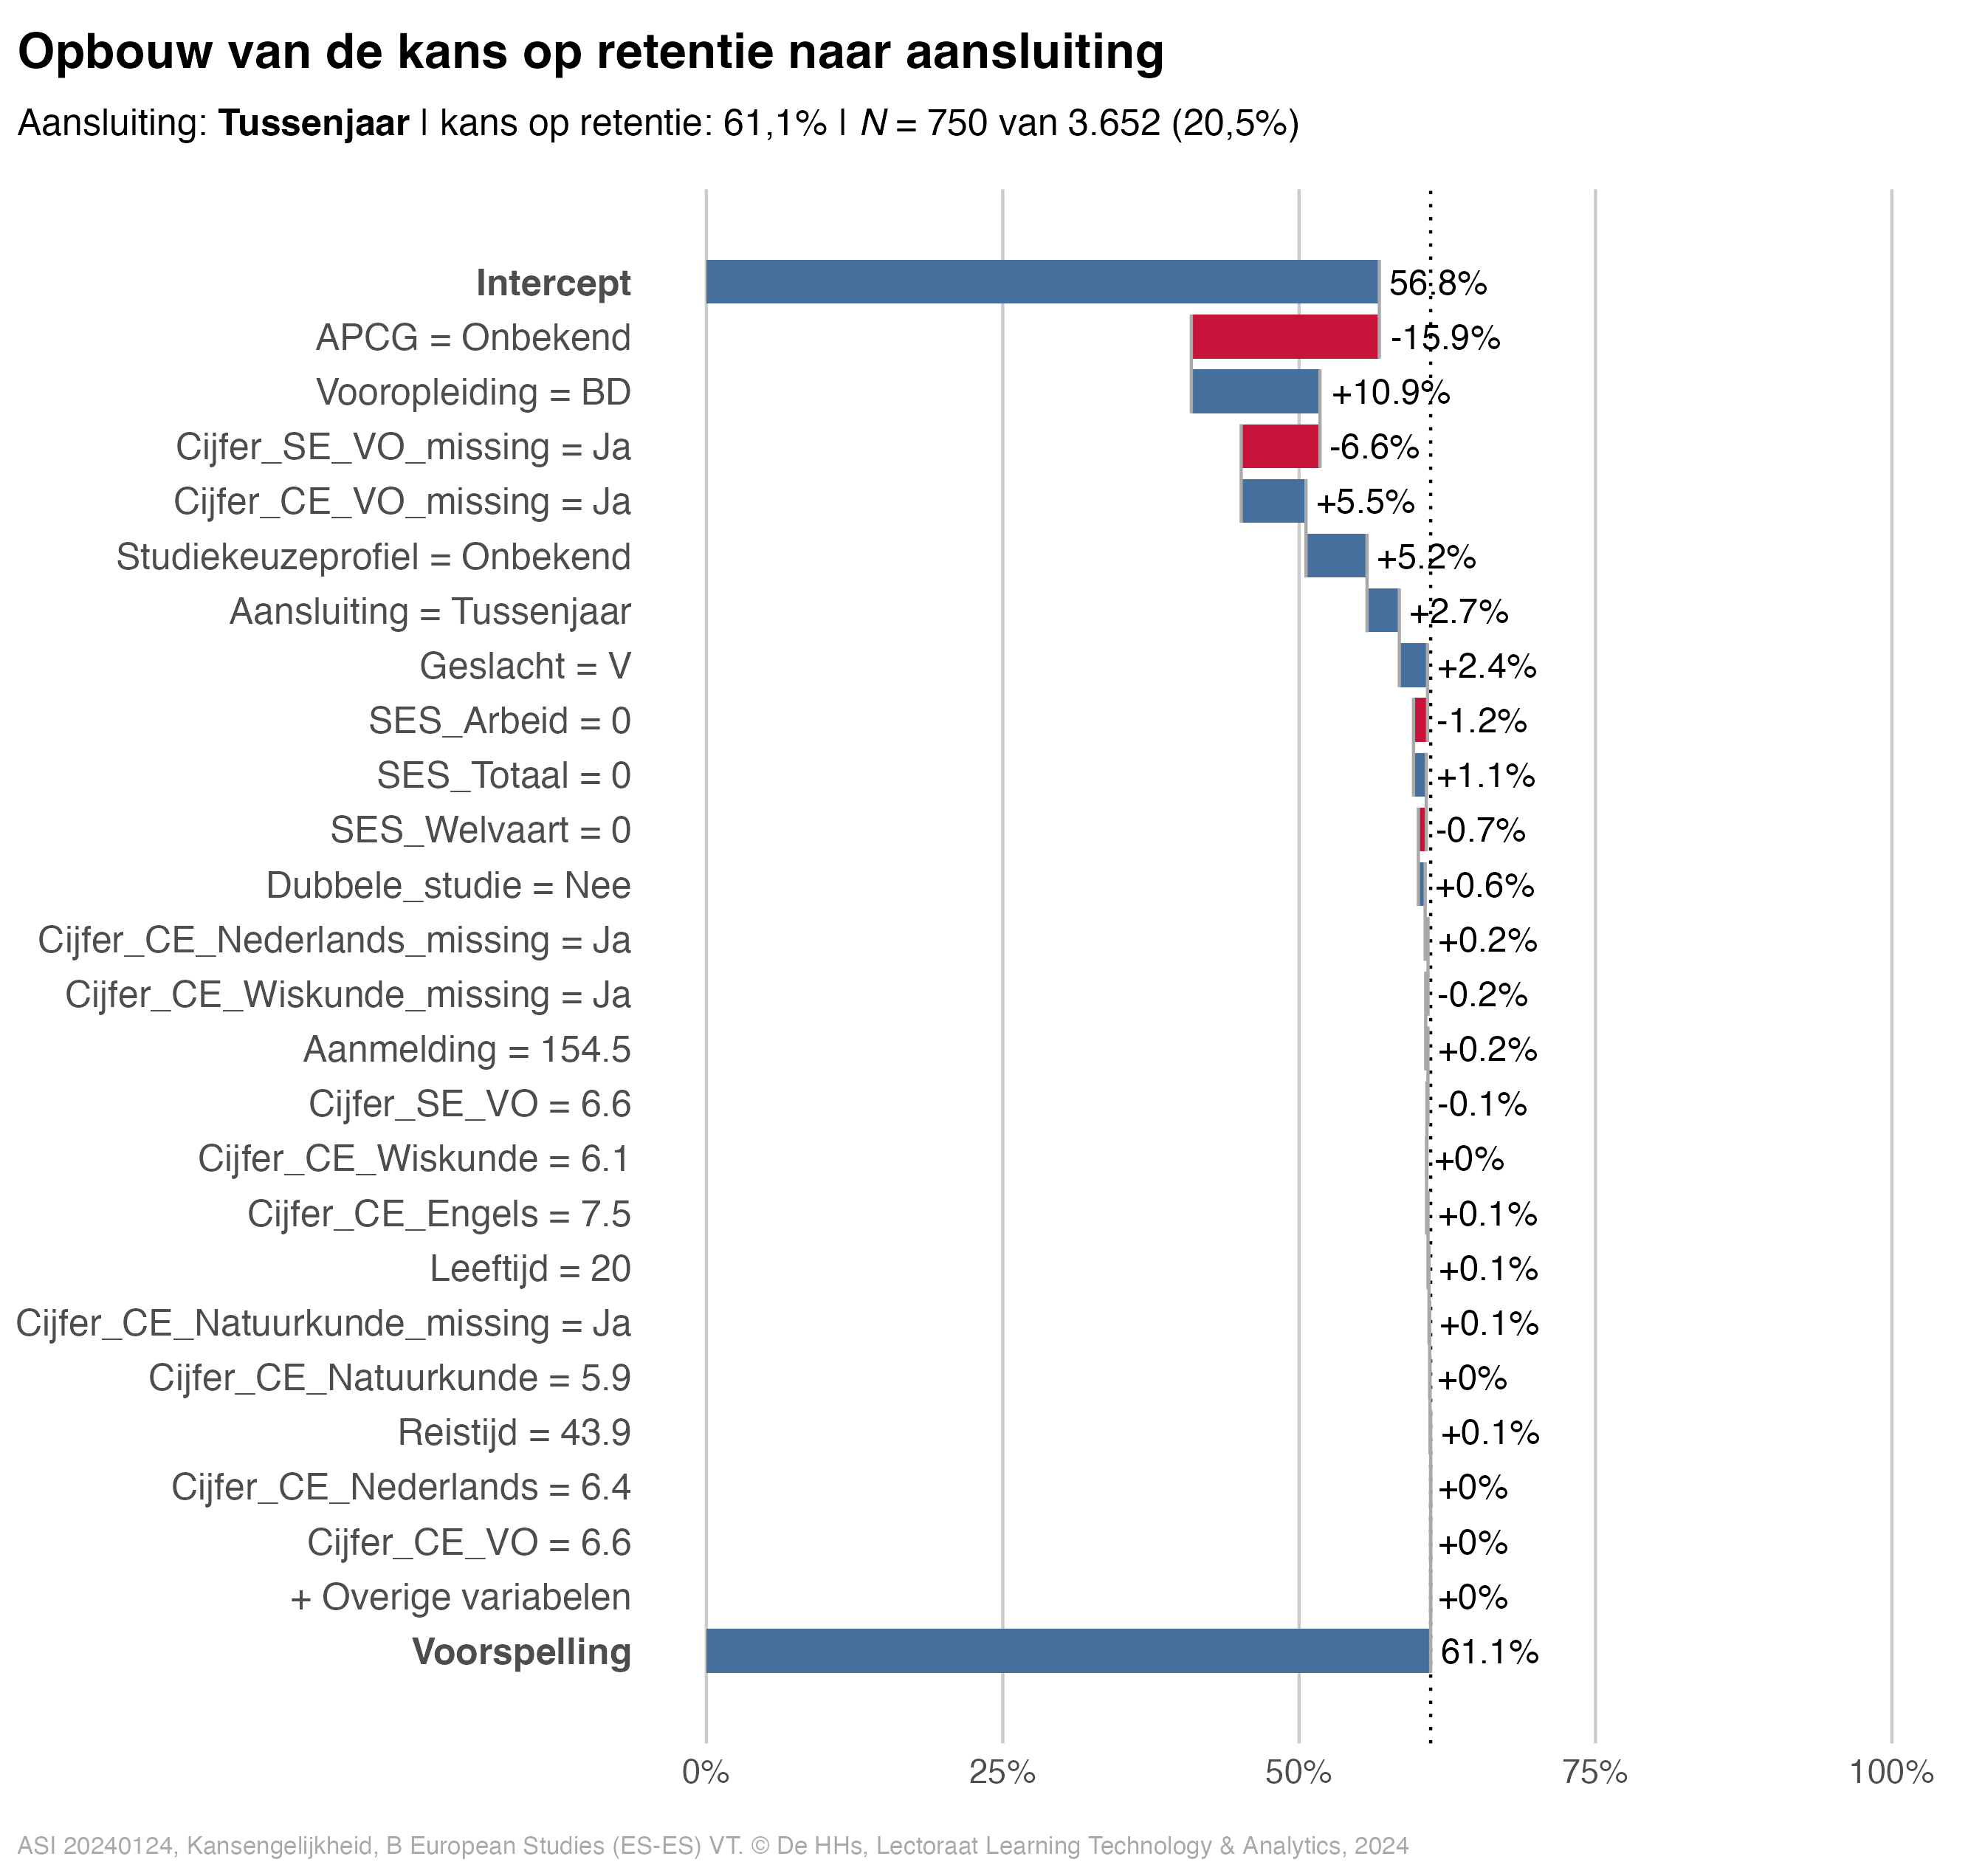 Opbouw van de kans op retentie naar aansluiting
Aansluiting: Tussenjaar | kans op retentie: 61,1% | N = 750 van 3.652 (20,5%)
Intercept 56.8%
APCG = Onbekend -15.9%
Vooropleiding = BD +10.9%
Cijfer_SE_VO_missing = Ja -6.6%
Cijfer_CE_VO_missing = Ja +5.5%
Studiekeuzeprofiel = Onbekend +5.2%
Aansluiting = Tussenjaar +2.7%
Geslacht = V +2.4%
SES_Arbeid = 0 -1.2%
SES_Totaal = 0 +1.1%
SES_Welvaart = 0 -0.7%
Dubbele_studie = Nee +0.6%
Cijfer_CE_Nederlands_missing = Ja +0.2%
Cijfer_CE_Wiskunde_missing = Ja -0.2%
Aanmelding = 154.5 +0.2%
Cijfer_SE_VO = 6.6 -0.1%
Cijfer_CE_Wiskunde = 6.1 +0%
Cijfer_CE_Engels = 7.5 +0.1%
Leeftijd = 20 +0.1%
Cijfer_CE_Natuurkunde_missing = Ja +0.1%
Cijfer_CE_Natuurkunde = 5.9 +0%
Reistijd = 43.9 +0.1%
Cijfer_CE_Nederlands = 6.4 +0%
Cijfer_CE_VO = 6.6 +0%
+ Overige variabelen +0%
Voorspelling 61.1%
0% 25% 50% 75% 100%
ASI 20240124, Kansengelijkheid, B European Studies (ES-ES) VT. © De HHs, Lectoraat Learning Technology & Analytics, 2024